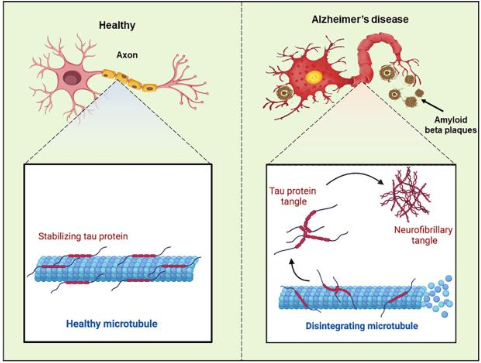 Healthy
Axon
Stabilizing tau protein
Healthy microtubule
Alzheimer's disease
Amyloid
beta plaques
Tau protein
tangle
Neurofibrillary
tangle
Disintegrating microtubule